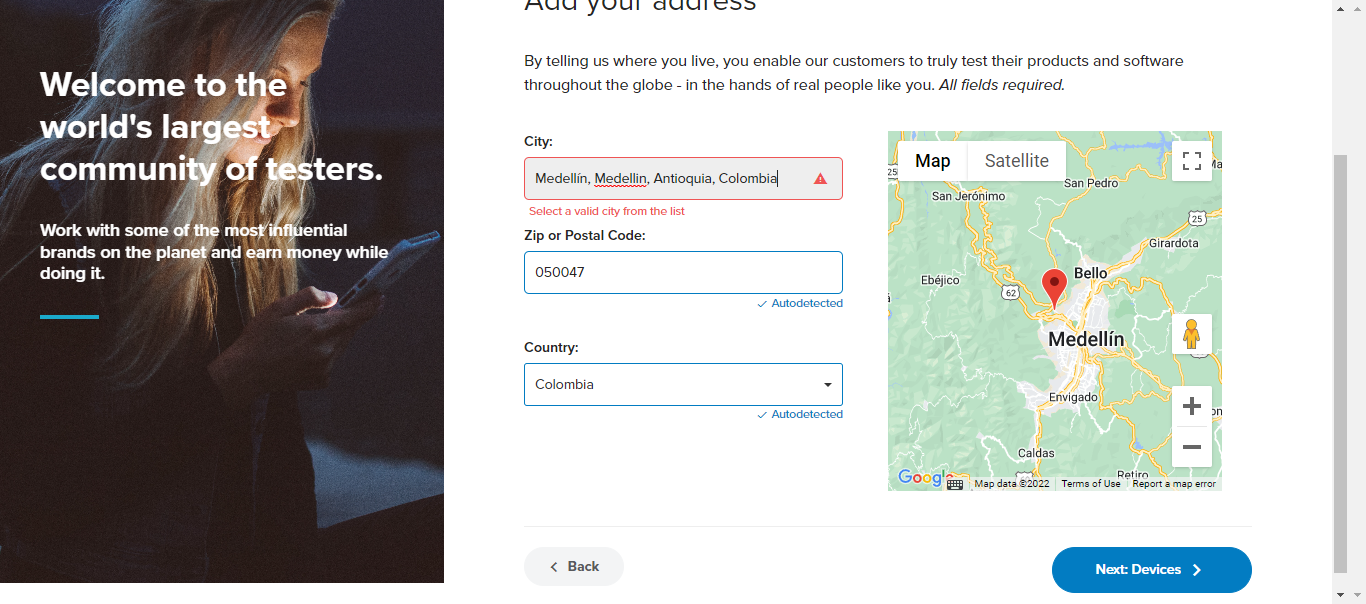 Add your address
Welcome to the
world's largest
community of testers.
Work with some of the most influential
brands on the planet and earn money while
doing it.
By telling us where you live, you enable our customers to truly test their products and software
throughout the globe - in the hands of real people like you. All fields required.
City:
Medellín, Medellin, Antioquia, Colombia
Select a valid city from the list
Zip or Postal Code:
050047
Autodetected
Country:
Colombia
Autodetected
Map
Satellite
25
San Pedro
San Jerónimo
25
Girardota
Bello
Ebéjico
62
Medellín
Envigado
Caldas
Retiro
Google
Map data ©2022
Terms of Use
Report a map error
Back
Next: Devices